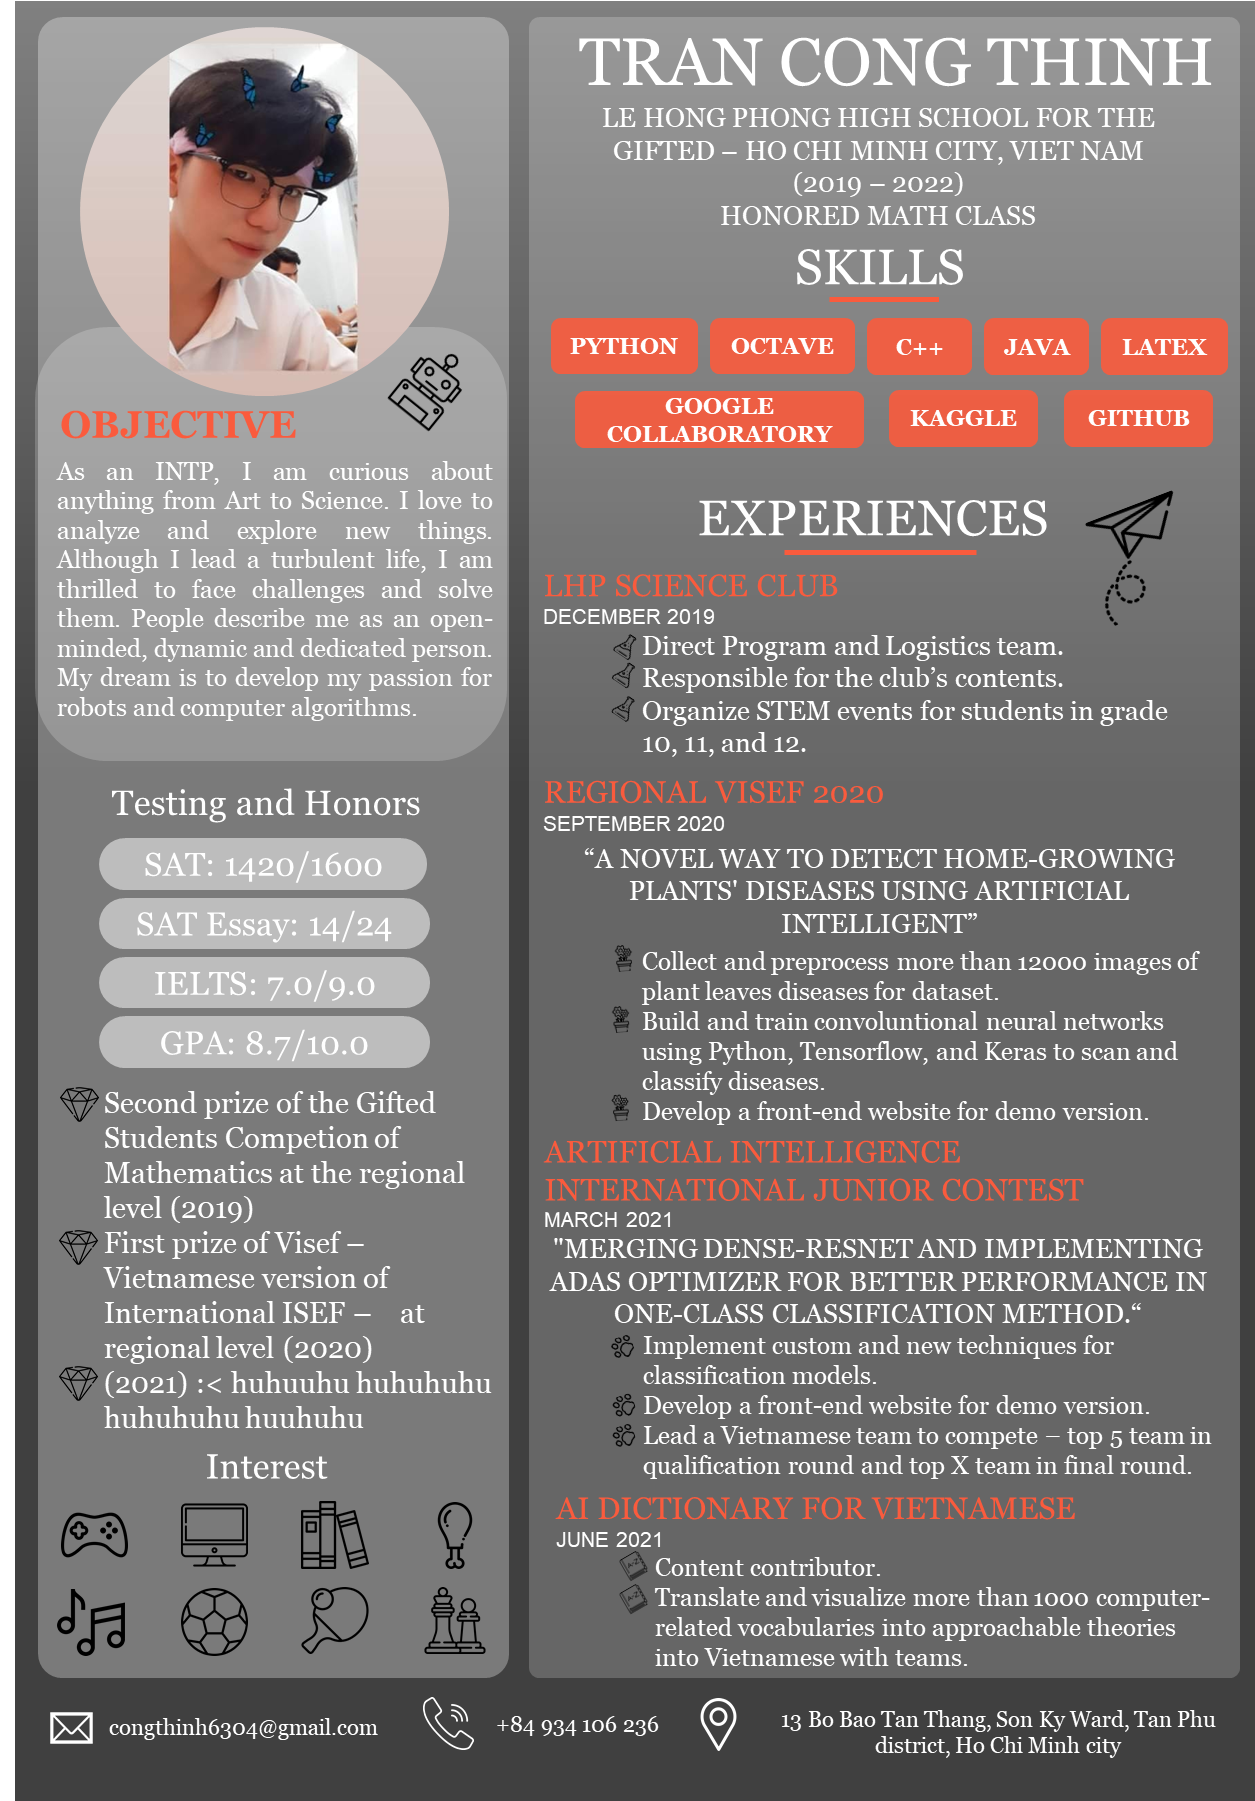 OBJECTIVE
As an INTP, I am curious about
anything from Art to Science. I love to
analyze and explore new things.
Although I lead a turbulent life, I am
thrilled to face challenges and solve
them. People describe me as an open-
minded, dynamic and dedicated person.
My dream is to develop my passion for
robots and computer algorithms.
Testing and Honors
SAT: 1420/1600
SAT Essay: 14/24
IELTS: 7.0/9.0
GPA: 8.7/10.0
Second prize of the Gifted
Students Competion of
Mathematics at the regional
level (2019)
First prize of Visef –
Vietnamese version of
International ISEF – at
regional level (2020)
(2021) :< huhuuhu huhuhuhu
huhuhuhu huuhuhu
Interest
TRAN CONG THINH
LE HONG PHONG HIGH SCHOOL FOR THE
GIFTED – HO CHI MINH CITY, VIET NAM
(2019 – 2022)
HONORED MATH CLASS
SKILLS
PYTHON OCTAVE C++ JAVA LATEX
GOOGLE
COLLABORATORY KAGGLE GITHUB
EXPERIENCES
LHP SCIENCE CLUB
DECEMBER 2019
Direct Program and Logistics team.
Responsible for the club’s contents.
Organize STEM events for students in grade
10, 11, and 12.
REGIONAL VISEF 2020
SEPTEMBER 2020
“A NOVEL WAY TO DETECT HOME-GROWING
PLANTS' DISEASES USING ARTIFICIAL
INTELLIGENT”
Collect and preprocess more than 12000 images of
plant leaves diseases for dataset.
Build and train convoluntional neural networks
using Python, Tensorflow, and Keras to scan and
classify diseases.
Develop a front-end website for demo version.
ARTIFICIAL INTELLIGENCE
INTERNATIONAL JUNIOR CONTEST
MARCH 2021
"MERGING DENSE-RESNET AND IMPLEMENTING
ADAS OPTIMIZER FOR BETTER PERFORMANCE IN
ONE-CLASS CLASSIFICATION METHOD.“
Implement custom and new techniques for
classification models.
Develop a front-end website for demo version.
Lead a Vietnamese team to compete – top 5 team in
qualification round and top X team in final round.
AI DICTIONARY FOR VIETNAMESE
JUNE 2021
Content contributor.
Translate and visualize more than 1000 computer-
related vocabularies into approachable theories
into Vietnamese with teams.
congthinh6304@gmail.com
+84 934 106 236
13 Bo Bao Tan Thang, Son Ky Ward, Tan Phu
district, Ho Chi Minh city